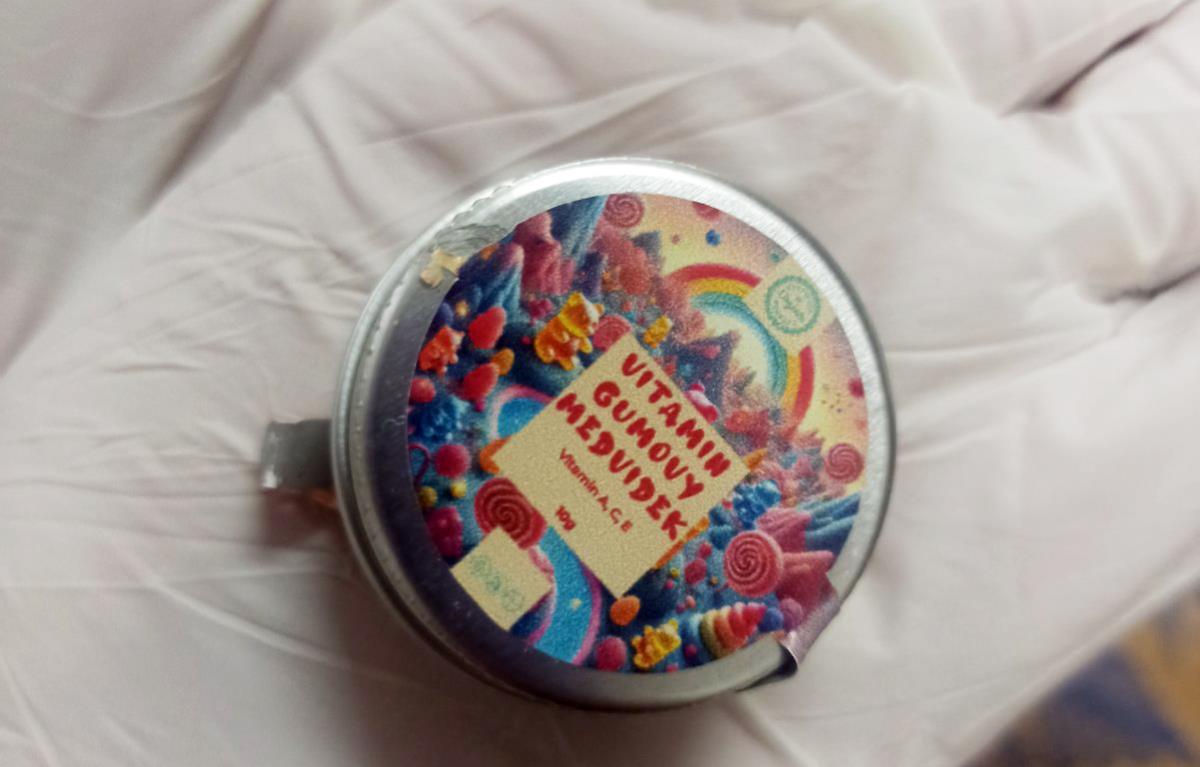 VITAMIN
GUMOVY
MEDVIDEK
Vitamin A, C, E
10g